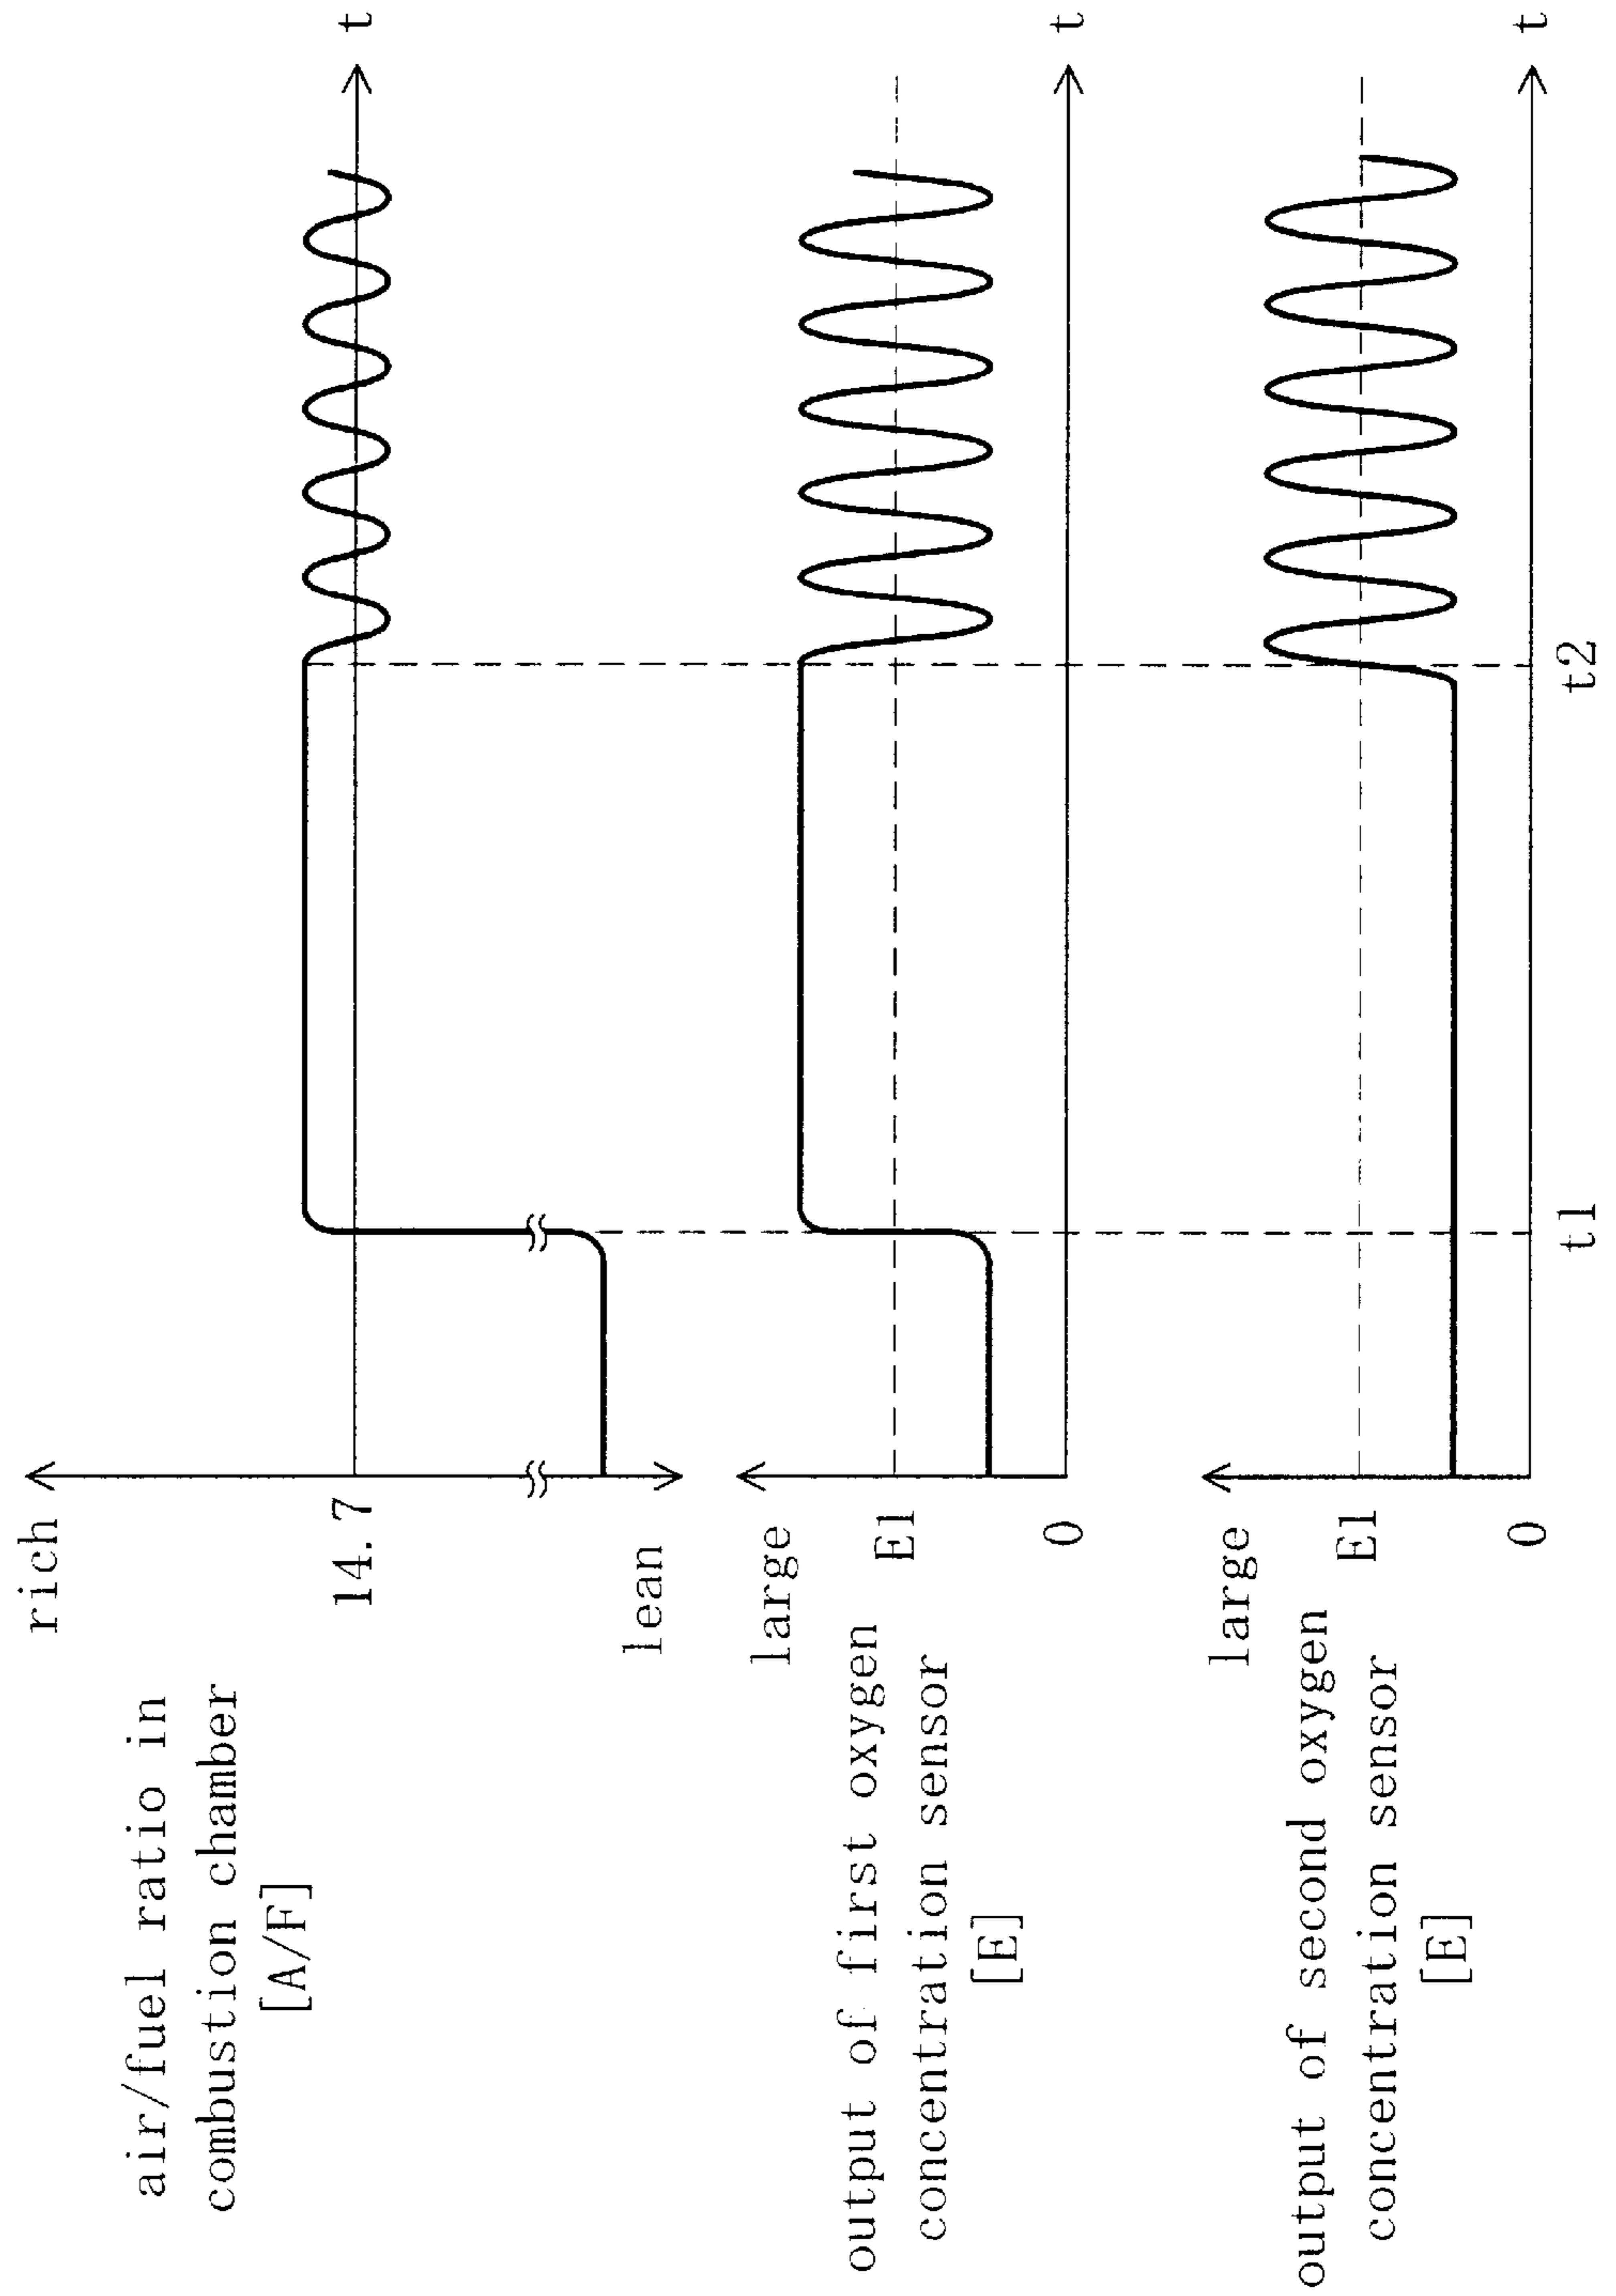 rich
air/fuel ratio in
combustion chamber
[A/F]
14.7
lean
t
large
output of first oxygen
concentration sensor
[E]
E1
0
t
large
output of second oxygen
concentration sensor
[E]
E1
0
t1
t2
t